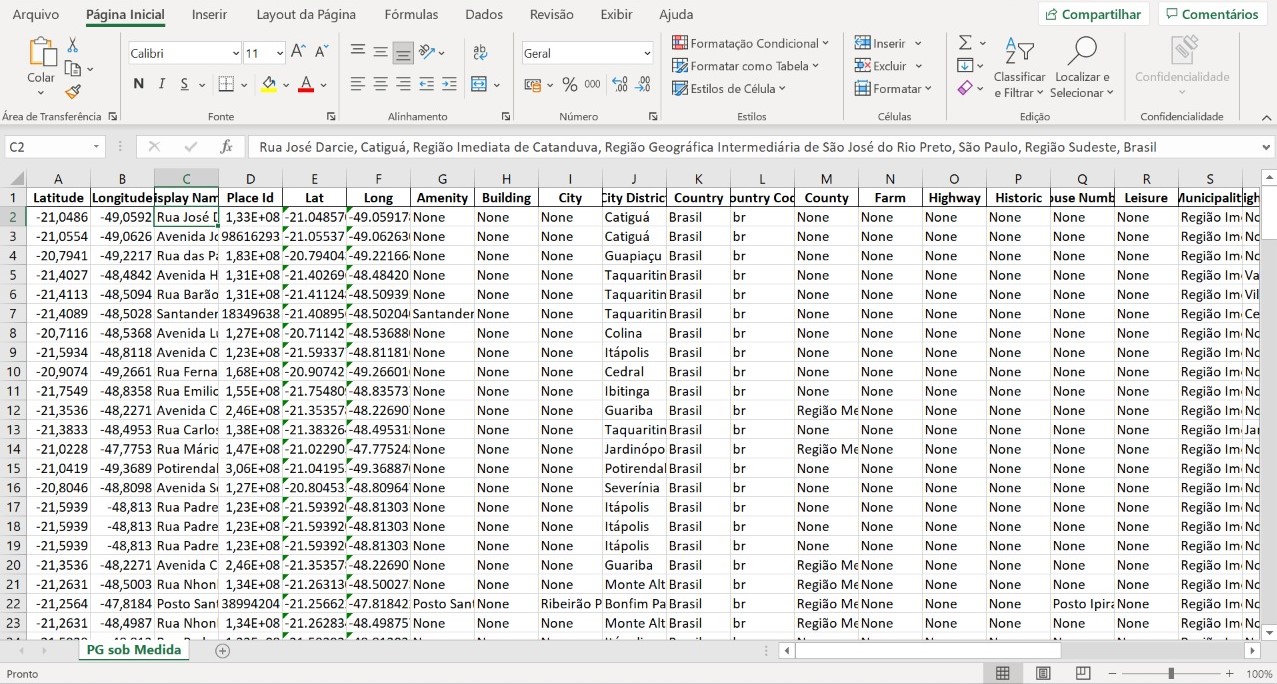 Arquivo Página Inicial Inserir Layout da Página Fórmulas Dados Revisão Exibir Ajuda Compartilhar Comentários
Calibri 11 Geral Formatação Condicional Inserir
Colar Formatar como Tabela Excluir Classificar Localizar e Confidencialidade
N I S A % 000 Estilos de Célula Formatar e Filtrar Selecionar
Área de Transferência Fonte Alinhamento Número Estilos Células Edição Confidencialidade
C2 fx Rua José Darcie, Catiguá, Região Imediata de Catanduva, Região Geográfica Intermediária de São José do Rio Preto, São Paulo, Região Sudeste, Brasil
A B C D E F G H I J K L M N O P Q R S
1 Latitude Longitude isplay Nam Place Id Lat Long Amenity Building City City District Country ountry Cod County Farm Highway Historic ouse Numb Leisure Municipalit igh
2 -21,0486 -49,0592 Rua José D 1,33E+08 -21.04857 -49.05917 None None None Catiguá Brasil br None None None None None None Região Im No
3 -21,0554 -49,0626 Avenida Jo 98616293 -21.05537 -49.06263 None None None Catiguá Brasil br None None None None None None Região Im No
4 -20,7941 -49,2217 Rua das Pa 1,83E+08 -20.79404 -49.22166 None None None Guapiaçu Brasil br None None None None None None Região Im No
5 -21,4027 -48,4842 Avenida H 1,31E+08 -21.40269 -48.48420 None None None Taquaritin Brasil br None None None None None None Região Im Va
6 -21,4113 -48,5094 Rua Barão 1,31E+08 -21.41124 -48.50939 None None None Taquaritin Brasil br None None None None None None Região Im Vil
7 -21,4089 -48,5028 Santander 18349638 -21.40895 -48.50204 Santander None None Taquaritin Brasil br None None None None None None Região Im Ce
8 -20,7116 -48,5368 Avenida Lu 1,27E+08 -20.71142 -48.53688 None None None Colina Brasil br None None None None None None Região Im No
9 -21,5934 -48,8118 Avenida C 1,23E+08 -21.59337 -48.81181 None None None Itápolis Brasil br None None None None None None Região Im No
10 -20,9074 -49,2661 Rua Ferna 1,68E+08 -20.90742 -49.26601 None None None Cedral Brasil br None None None None None None Região Im No
11 -21,7549 -48,8358 Rua Emilio 1,55E+08 -21.75480 -48.83573 None None None Ibitinga Brasil br None None None None None None Região Im No
12 -21,3536 -48,2271 Avenida C 2,46E+08 -21.35357 -48.22690 None None None Guariba Brasil br Região Me None None None None None Região Im No
13 -21,3833 -48,4953 Rua Carlos 1,38E+08 -21.38326 -48.49531 None None None Taquaritin Brasil br None None None None None None Região Im Jar
14 -21,0228 -47,7753 Rua Mário 1,47E+08 -21.02290 -47.77524 None None None Jardinópo Brasil br Região Me None None None None None Região Im No
15 -21,0419 -49,3689 Potirendal 3,06E+08 -21.04195 -49.36887 None None None Potirendal Brasil br None None None None None None Região Im No
16 -20,8046 -48,8098 Avenida Se 1,27E+08 -20.80453 -48.80964 None None None Severínia Brasil br None None None None None None Região Im No
17 -21,5939 -48,813 Rua Padre 1,23E+08 -21.59392 -48.81303 None None None Itápolis Brasil br None None None None None None Região Im No
18 -21,5939 -48,813 Rua Padre 1,23E+08 -21.59392 -48.81303 None None None Itápolis Brasil br None None None None None None Região Im No
19 -21,5939 -48,813 Rua Padre 1,23E+08 -21.59392 -48.81303 None None None Itápolis Brasil br None None None None None None Região Im No
20 -21,3536 -48,2271 Avenida C 2,46E+08 -21.35357 -48.22690 None None None Guariba Brasil br Região Me None None None None None Região Im No
21 -21,2631 -48,5003 Rua Nhon 1,34E+08 -21.26313 -48.50027 None None None Monte Alt Brasil br Região Me None None None None None Região Im No
22 -21,2564 -47,8184 Posto Sant 38994204 -21.25662 -47.81842 Posto Sant None Ribeirão P Bonfim Pa Brasil br Região Me None None None Posto Ipira None Região Im No
23 -21,2631 -48,4987 Rua Nhon 1,34E+08 -21.26283 -48.49875 None None None Monte Alt Brasil br Região Me None None None None None Região Im No
PG sob Medida
Pronto 100%